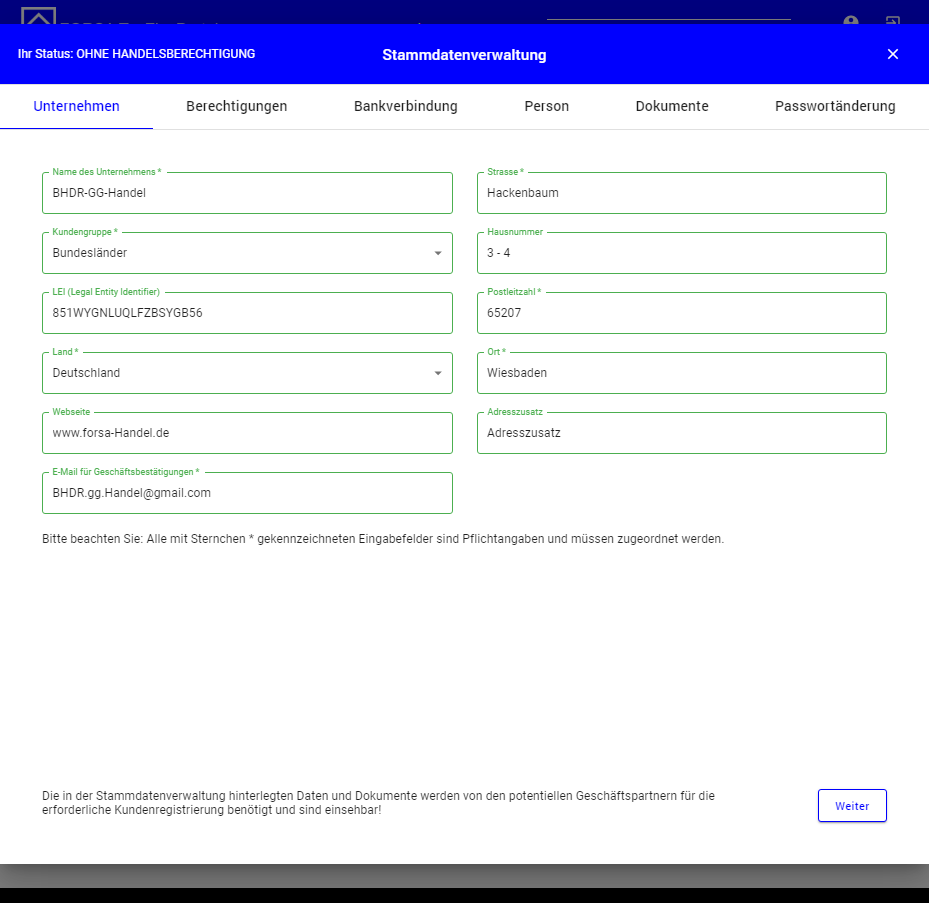 Ihr Status: OHNE HANDELSBERECHTIGUNG
Stammdatenverwaltung
Unternehmen Berechtigungen Bankverbindung Person Dokumente Passwortänderung
Name des Unternehmens *
BHDR-GG-Handel
Strasse *
Hackenbaum
Kundengruppe *
Bundesländer
Hausnummer
3 - 4
LEI (Legal Entity Identifier)
851WYGNLUQLFZBSYGB56
Postleitzahl *
65207
Land *
Deutschland
Ort *
Wiesbaden
Webseite
www.forsa-Handel.de
Adresszusatz
Adresszusatz
E-Mail für Geschäftsbestätigungen *
BHDR.gg.Handel@gmail.com
Bitte beachten Sie: Alle mit Sternchen * gekennzeichneten Eingabefelder sind Pflichtangaben und müssen zugeordnet werden.
Die in der Stammdatenverwaltung hinterlegten Daten und Dokumente werden von den potentiellen Geschäftspartnern für die
erforderliche Kundenregistrierung benötigt und sind einsehbar!
Weiter